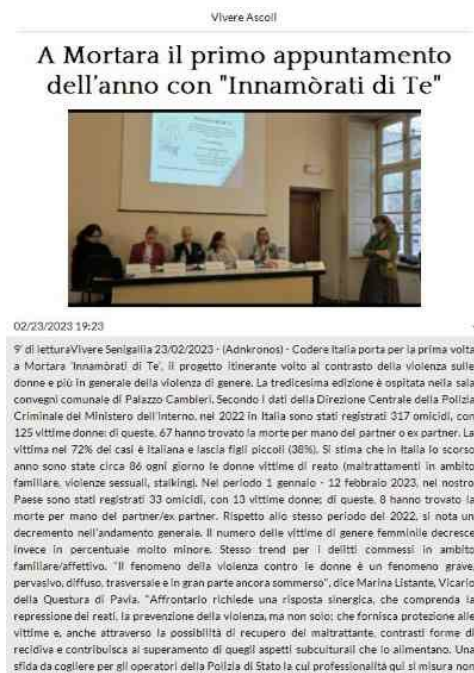 Vivere Ascoli
A Mortara il primo appuntamento
dell'anno con "Innamòrati di Te"
02/23/2023 19:23
9' di letturaVivere Senigallia 23/02/2023 - (Adnkronos) - Codere Italia porta per la prima volta
a Mortara 'Innamòrati di Te', il progetto itinerante volto al contrasto della violenza sulle
donne e più in generale della violenza di genere. La tredicesima edizione è ospitata nella sala
convegni comunale di Palazzo Cambieri. Secondo i dati della Direzione Centrale della Polizia
Criminale del Ministero dell'Interno, nel 2022 in Italia sono stati registrati 317 omicidi, con
125 vittime donne: di queste, 67 hanno trovato la morte per mano del partner o ex partner. La
vittima nel 72% dei casi è italiana e lascia figli piccoli (38%). Si stima che in Italia lo scorso
anno sono state circa 86 ogni giorno le donne vittime di reato (maltrattamenti in ambito
familiare, violenze sessuali, stalking). Nel periodo 1 gennaio - 12 febbraio 2023, nel nostro
Paese sono stati registrati 33 omicidi, con 13 vittime donne; di queste, 8 hanno trovato la
morte per mano del partner/ex partner. Rispetto allo stesso periodo del 2022, si nota un
decremento nell'andamento generale. Il numero delle vittime di genere femminile decresce
invece in percentuale molto minore. Stesso trend per i delitti commessi in ambito
familiare/affettivo. "Il fenomeno della violenza contro le donne è un fenomeno grave,
pervasivo, diffuso, trasversale e in gran parte ancora sommerso", dice Marina Listante, Vicario
della Questura di Pavia. "Affrontarlo richiede una risposta sinergica, che comprenda la
repressione dei reati, la prevenzione della violenza, ma non solo: che fornisca protezione alle
vittime e, anche attraverso la possibilità di recupero del maltrattante, contrasti forme di
recidiva e contribuisca al superamento di quegli aspetti subculturali che lo alimentano. Una
sfida da cogliere per gli operatori della Polizia di Stato la cui professionalità qui si misura non